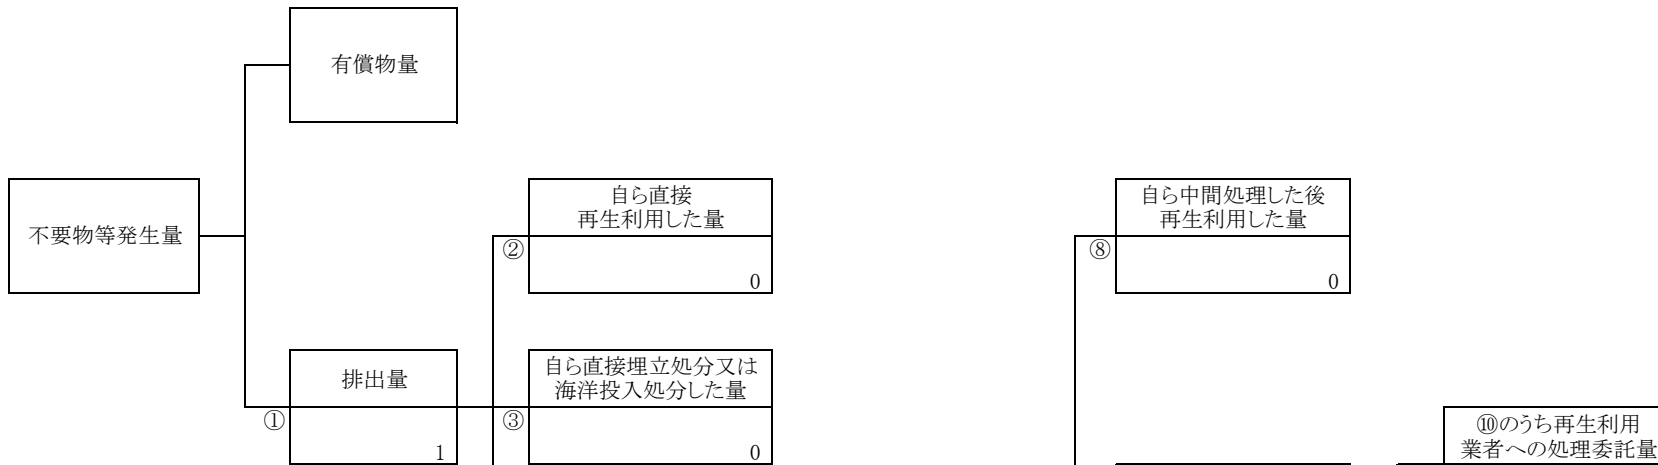 有償物量
不要物等発生量
自ら直接
再生利用した量
②
0
自ら中間処理した後
再生利用した量
⑧
0
排出量
①
1
自ら直接埋立処分又は
海洋投入処分した量
③
0
⑩のうち再生利用
業者への処理委託量